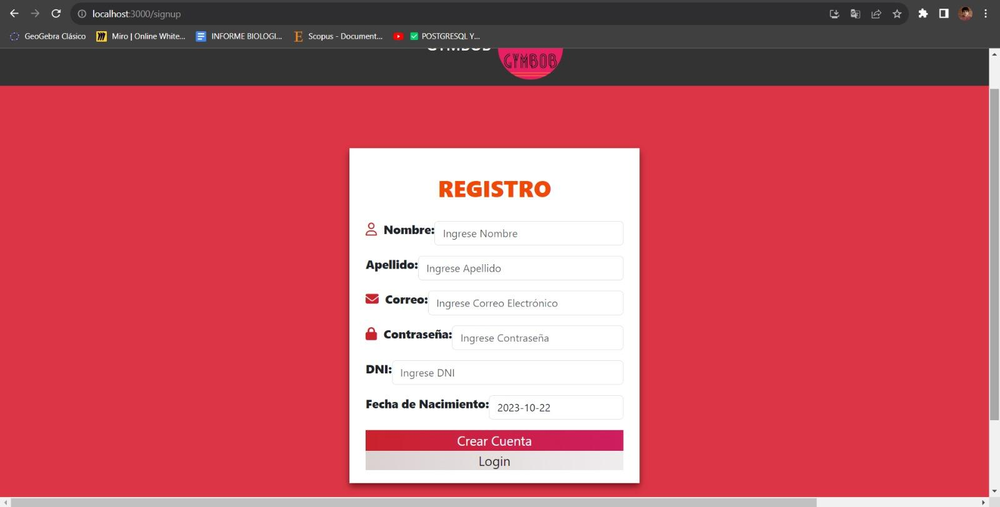 localhost:3000/signup
GeoGebra Clásico Miro | Online White... INFORME BIOLOGI... Scopus - Document... POSTGRESQL Y...
GYMBOB GYMBOB
REGISTRO
Nombre: Ingrese Nombre
Apellido: Ingrese Apellido
Correo: Ingrese Correo Electrónico
Contraseña: Ingrese Contraseña
DNI: Ingrese DNI
Fecha de Nacimiento: 2023-10-22
Crear Cuenta
Login